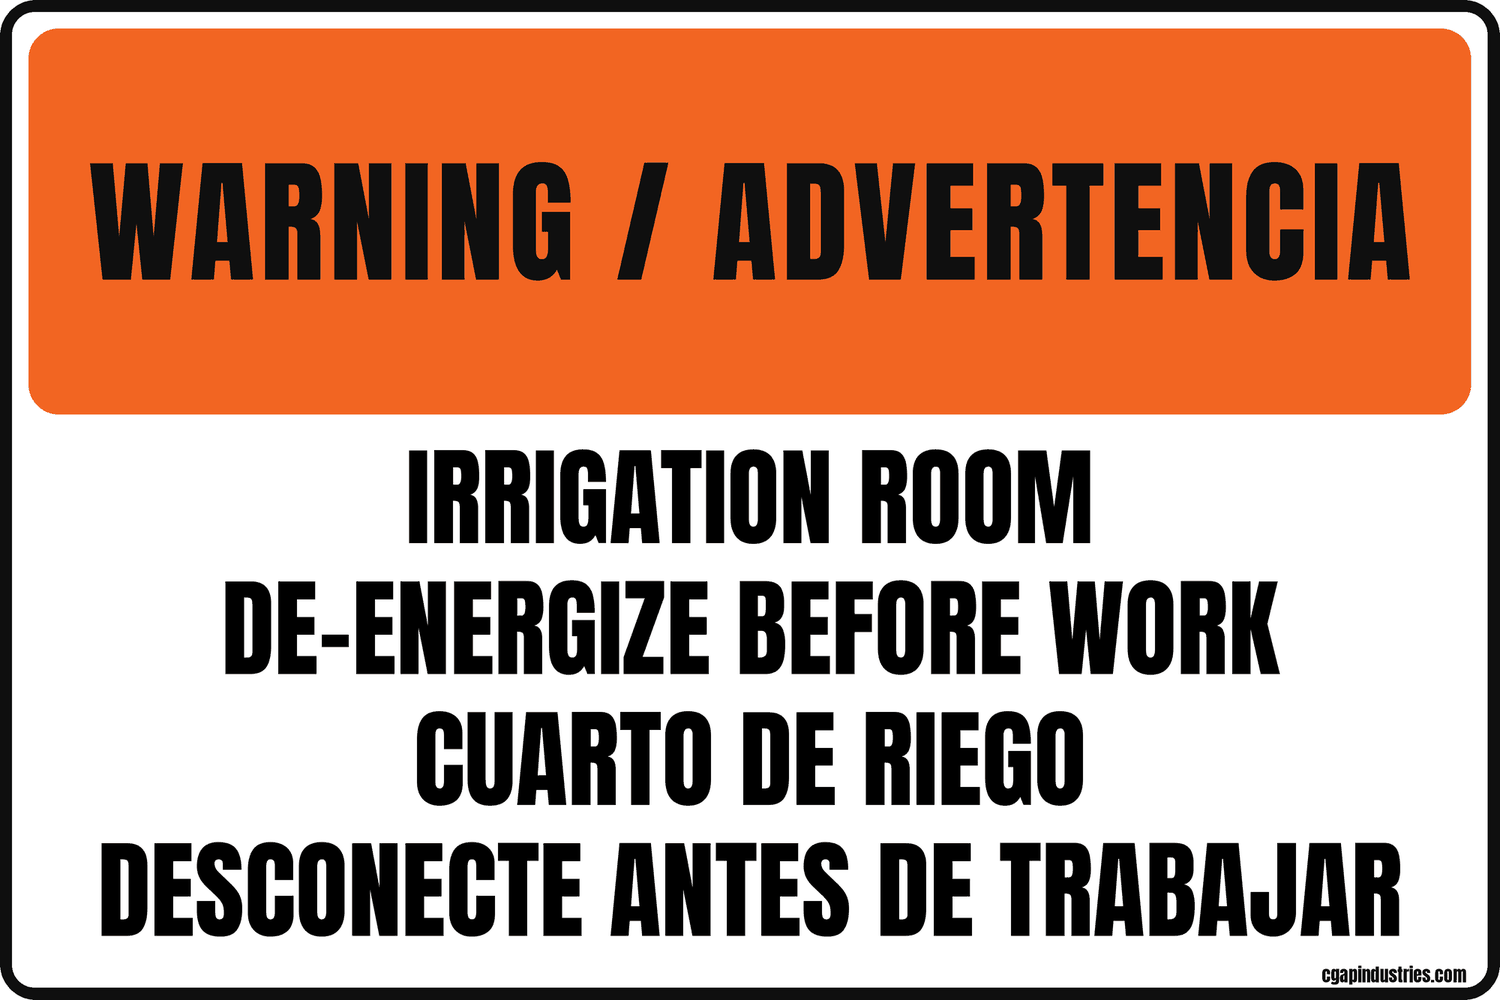 WARNING / ADVERTENCIA
IRRIGATION ROOM
DE-ENERGIZE BEFORE WORK
CUARTO DE RIEGO
DESCONECTE ANTES DE TRABAJAR
cgapindustries.com